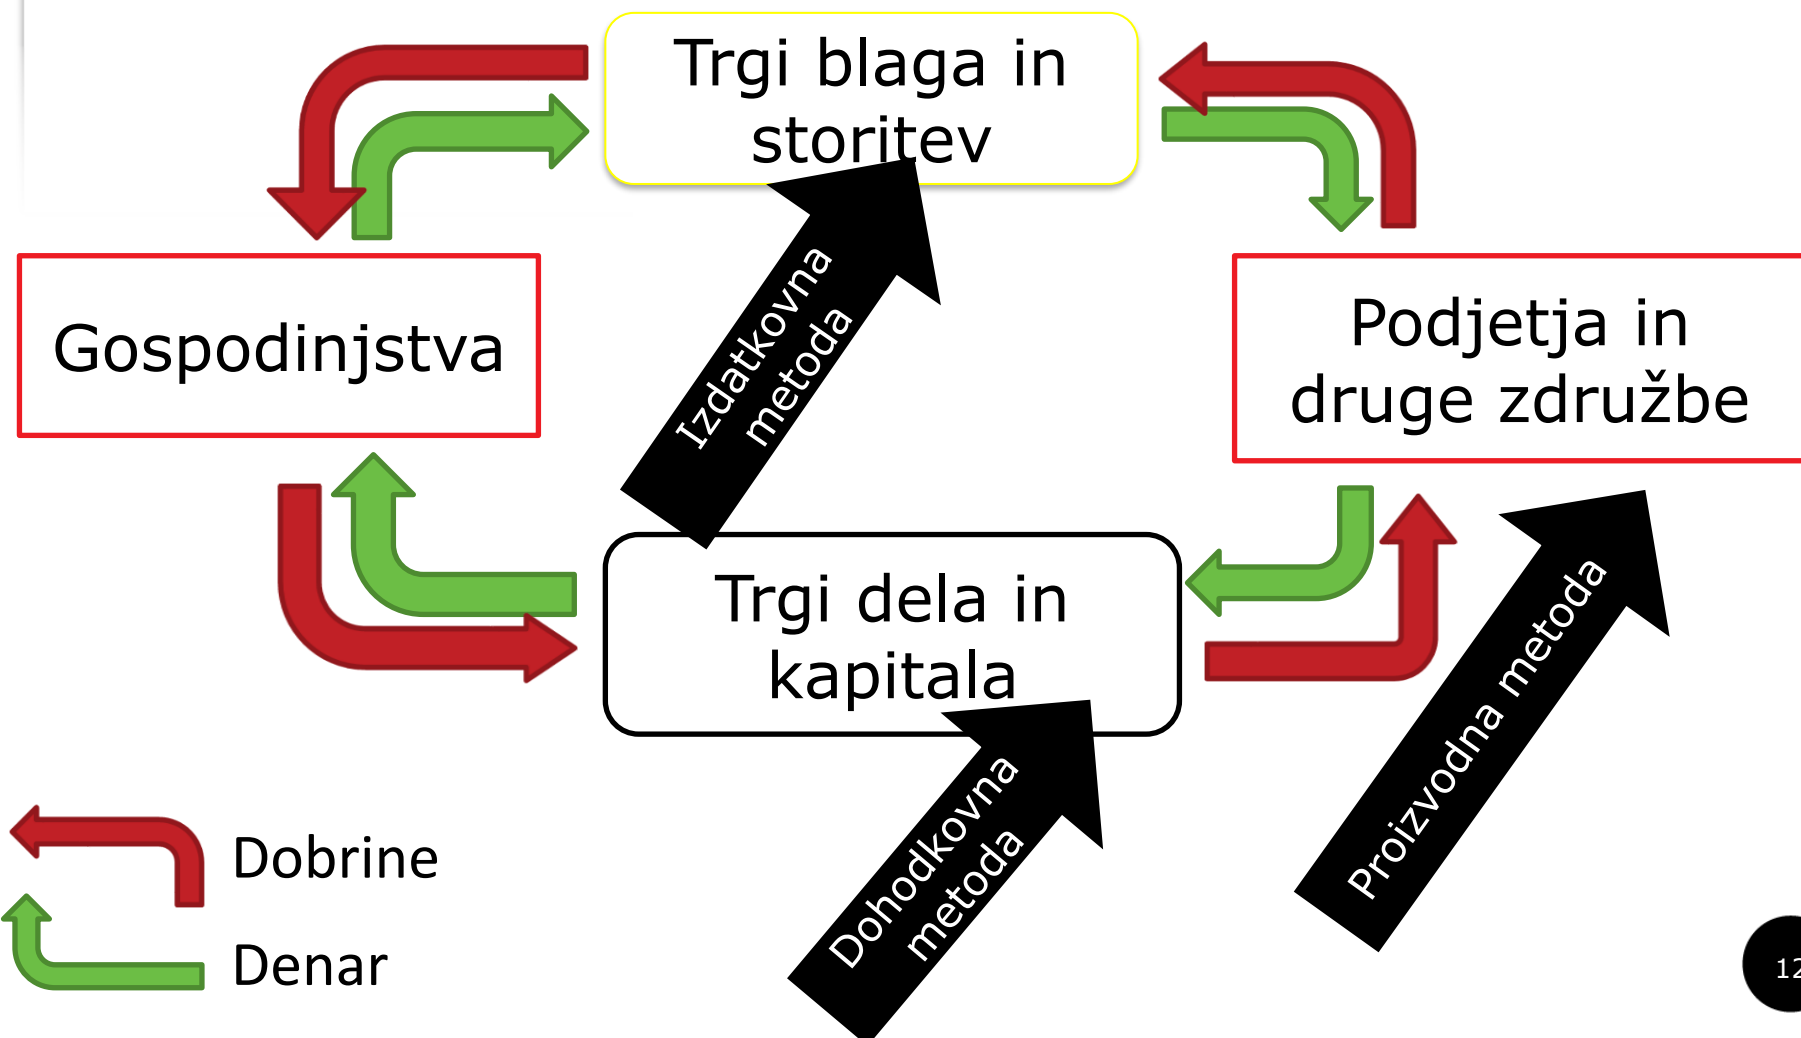 Trgi blaga in
storitev
Gospodinjstva
Izdatkovna
metoda
Podjetja in
druge združbe
Trgi dela in
kapitala
Dohodkovna
metoda
Proizvodna metoda
Dobrine
Denar
12